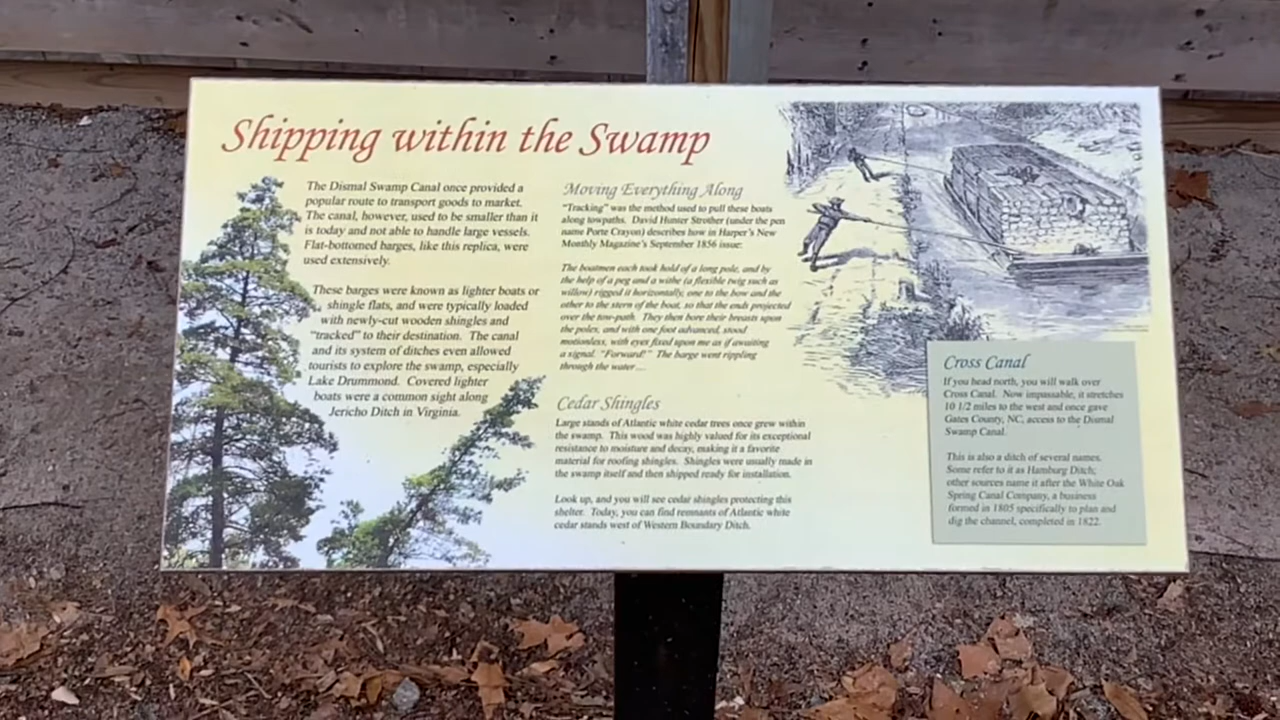 Shipping within the Swamp
The Dismal Swamp Canal once provided a
popular route to transport goods to market.
The canal, however, used to be smaller than it
is today and not able to handle large vessels.
Flat-bottomed barges, like this replica, were
used extensively.
These barges were known as lighter boats or
shingle flats, and were typically loaded
with newly-cut wooden shingles and
"tracked" to their destination. The canal
and its system of ditches even allowed
tourists to explore the swamp, especially
Lake Drummond. Covered lighter
boats were a common sight along
Jericho Ditch in Virginia.
Moving Everything Along
"Tracking" was the method used to pull these boats
along towpaths. David Hunter Strother (under the pen
name Porte Crayon) describes how in Harper's New
Monthly Magazine's September 1856 issue:
The boatmen each took hold of a long pole, and by
the help of a peg and a withe (a flexible twig such as
willow) rigged it horizontally, one to the bow and the
other to the stern of the boat, so that the ends projected
over the tow-path. They then bore their breasts upon
the poles, and with one foot advanced, stood
motionless, with eyes fixed upon me as if awaiting
a signal. "Forward!" The barge went rippling
through the water....
Cedar Shingles
Large stands of Atlantic white cedar trees once grew within
the swamp. This wood was highly valued for its exceptional
resistance to moisture and decay, making it a favorite
material for roofing shingles. Shingles were usually made in
the swamp itself and then shipped ready for installation.
Look up, and you will see cedar shingles protecting this
shelter. Today, you can find remnants of Atlantic white
cedar stands west of Western Boundary Ditch.
Cross Canal
If you head north, you will walk over
Cross Canal. Now impassable, it stretches
10 1/2 miles to the west and once gave
Gates County, NC, access to the Dismal
Swamp Canal.
This is also a ditch of several names.
Some refer to it as Hamburg Ditch;
other sources name it after the White Oak
Spring Canal Company, a business
formed in 1805 specifically to plan and
dig the channel, completed in 1822.